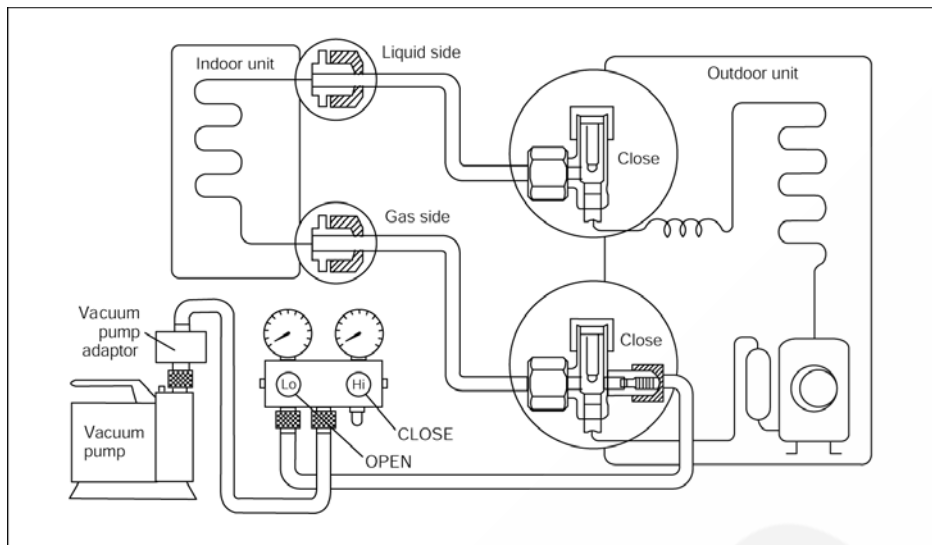 Liquid side
Indoor unit
Outdoor unit
Close
Gas side
Vacuum
pump
adaptor
Close
Lo
Hi
Vacuum
pump
CLOSE
OPEN